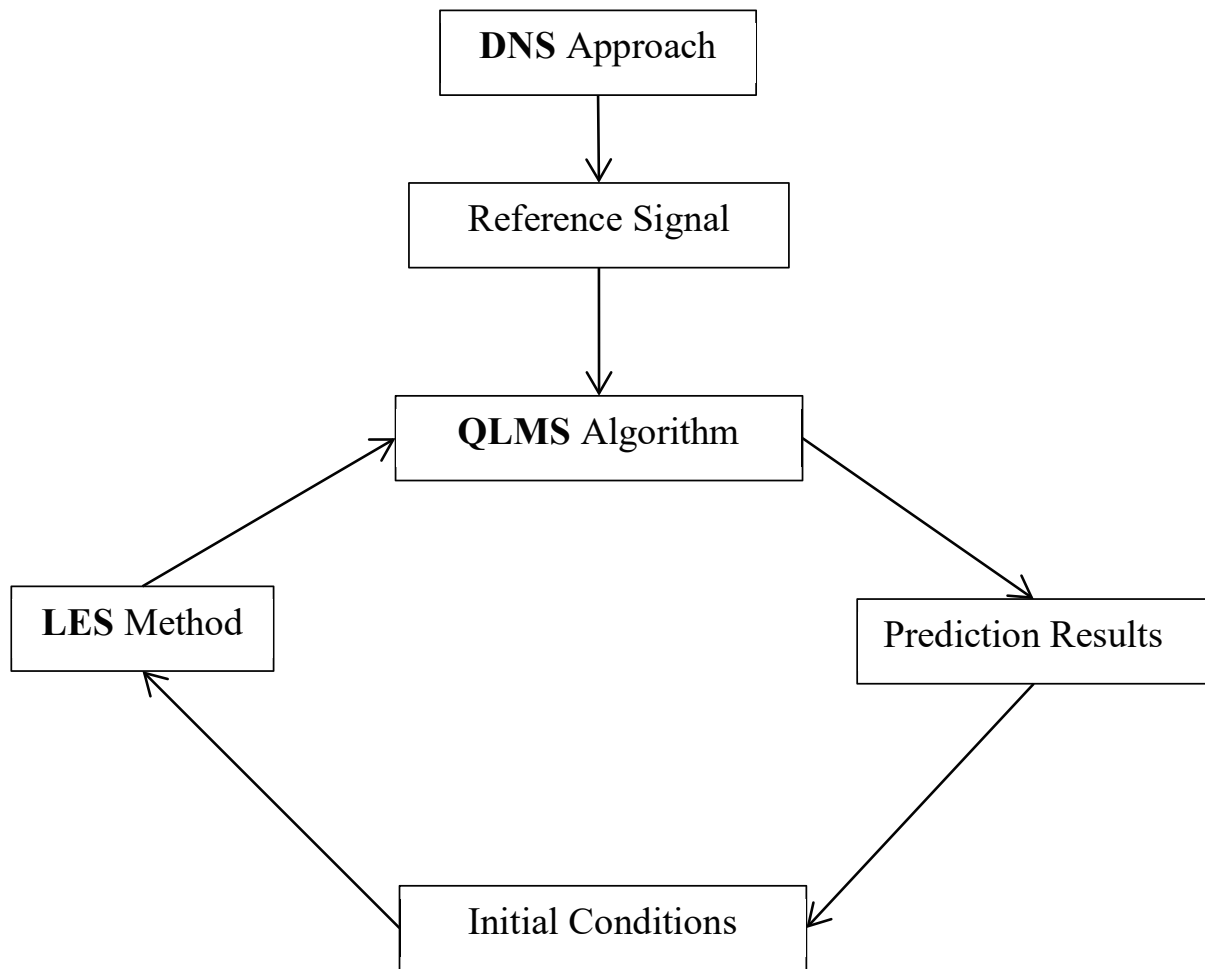 DNS Approach
Reference Signal
QLMS Algorithm
LES Method
Prediction Results
Initial Conditions